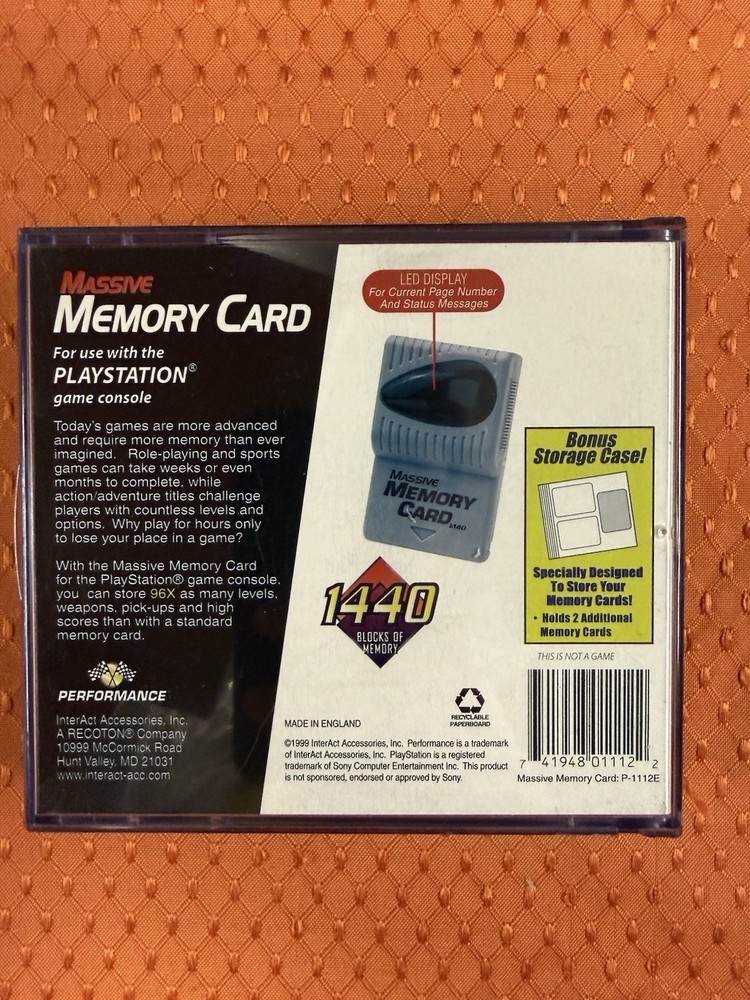 MASSIVE
MEMORY CARD
For use with the
PLAYSTATION®
game console
Today's games are more advanced
and require more memory than ever
imagined. Role-playing and sports
games can take weeks or even
months to complete, while
action/adventure titles challenge
players with countless levels and
options. Why play for hours only
to lose your place in a game?
With the Massive Memory Card
for the PlayStation® game console,
you can store 96X as many levels,
weapons, pick-ups and high
scores than with a standard
memory card.
PERFORMANCE
InterAct Accessories, Inc.
A RECOTON® Company
10999 McCormick Road
Hunt Valley, MD 21031
www.interact-acc.com
LED DISPLAY
For Current Page Number
And Status Messages
MASSIVE
MEMORY
CARD
1440
1440
BLOCKS OF
MEMORY
MADE IN ENGLAND
RECYCLABLE
PAPERBOARD
©1999 InterAct Accessories, Inc. Performance is a trademark
of InterAct Accessories, Inc. PlayStation is a registered
trademark of Sony Computer Entertainment Inc. This product
is not sponsored, endorsed or approved by Sony.
Bonus
Storage Case!
Specially Designed
To Store Your
Memory Cards!
• Holds 2 Additional
Memory Cards
THIS IS NOT A GAME
7 41948 01112 2
Massive Memory Card: P-1112E